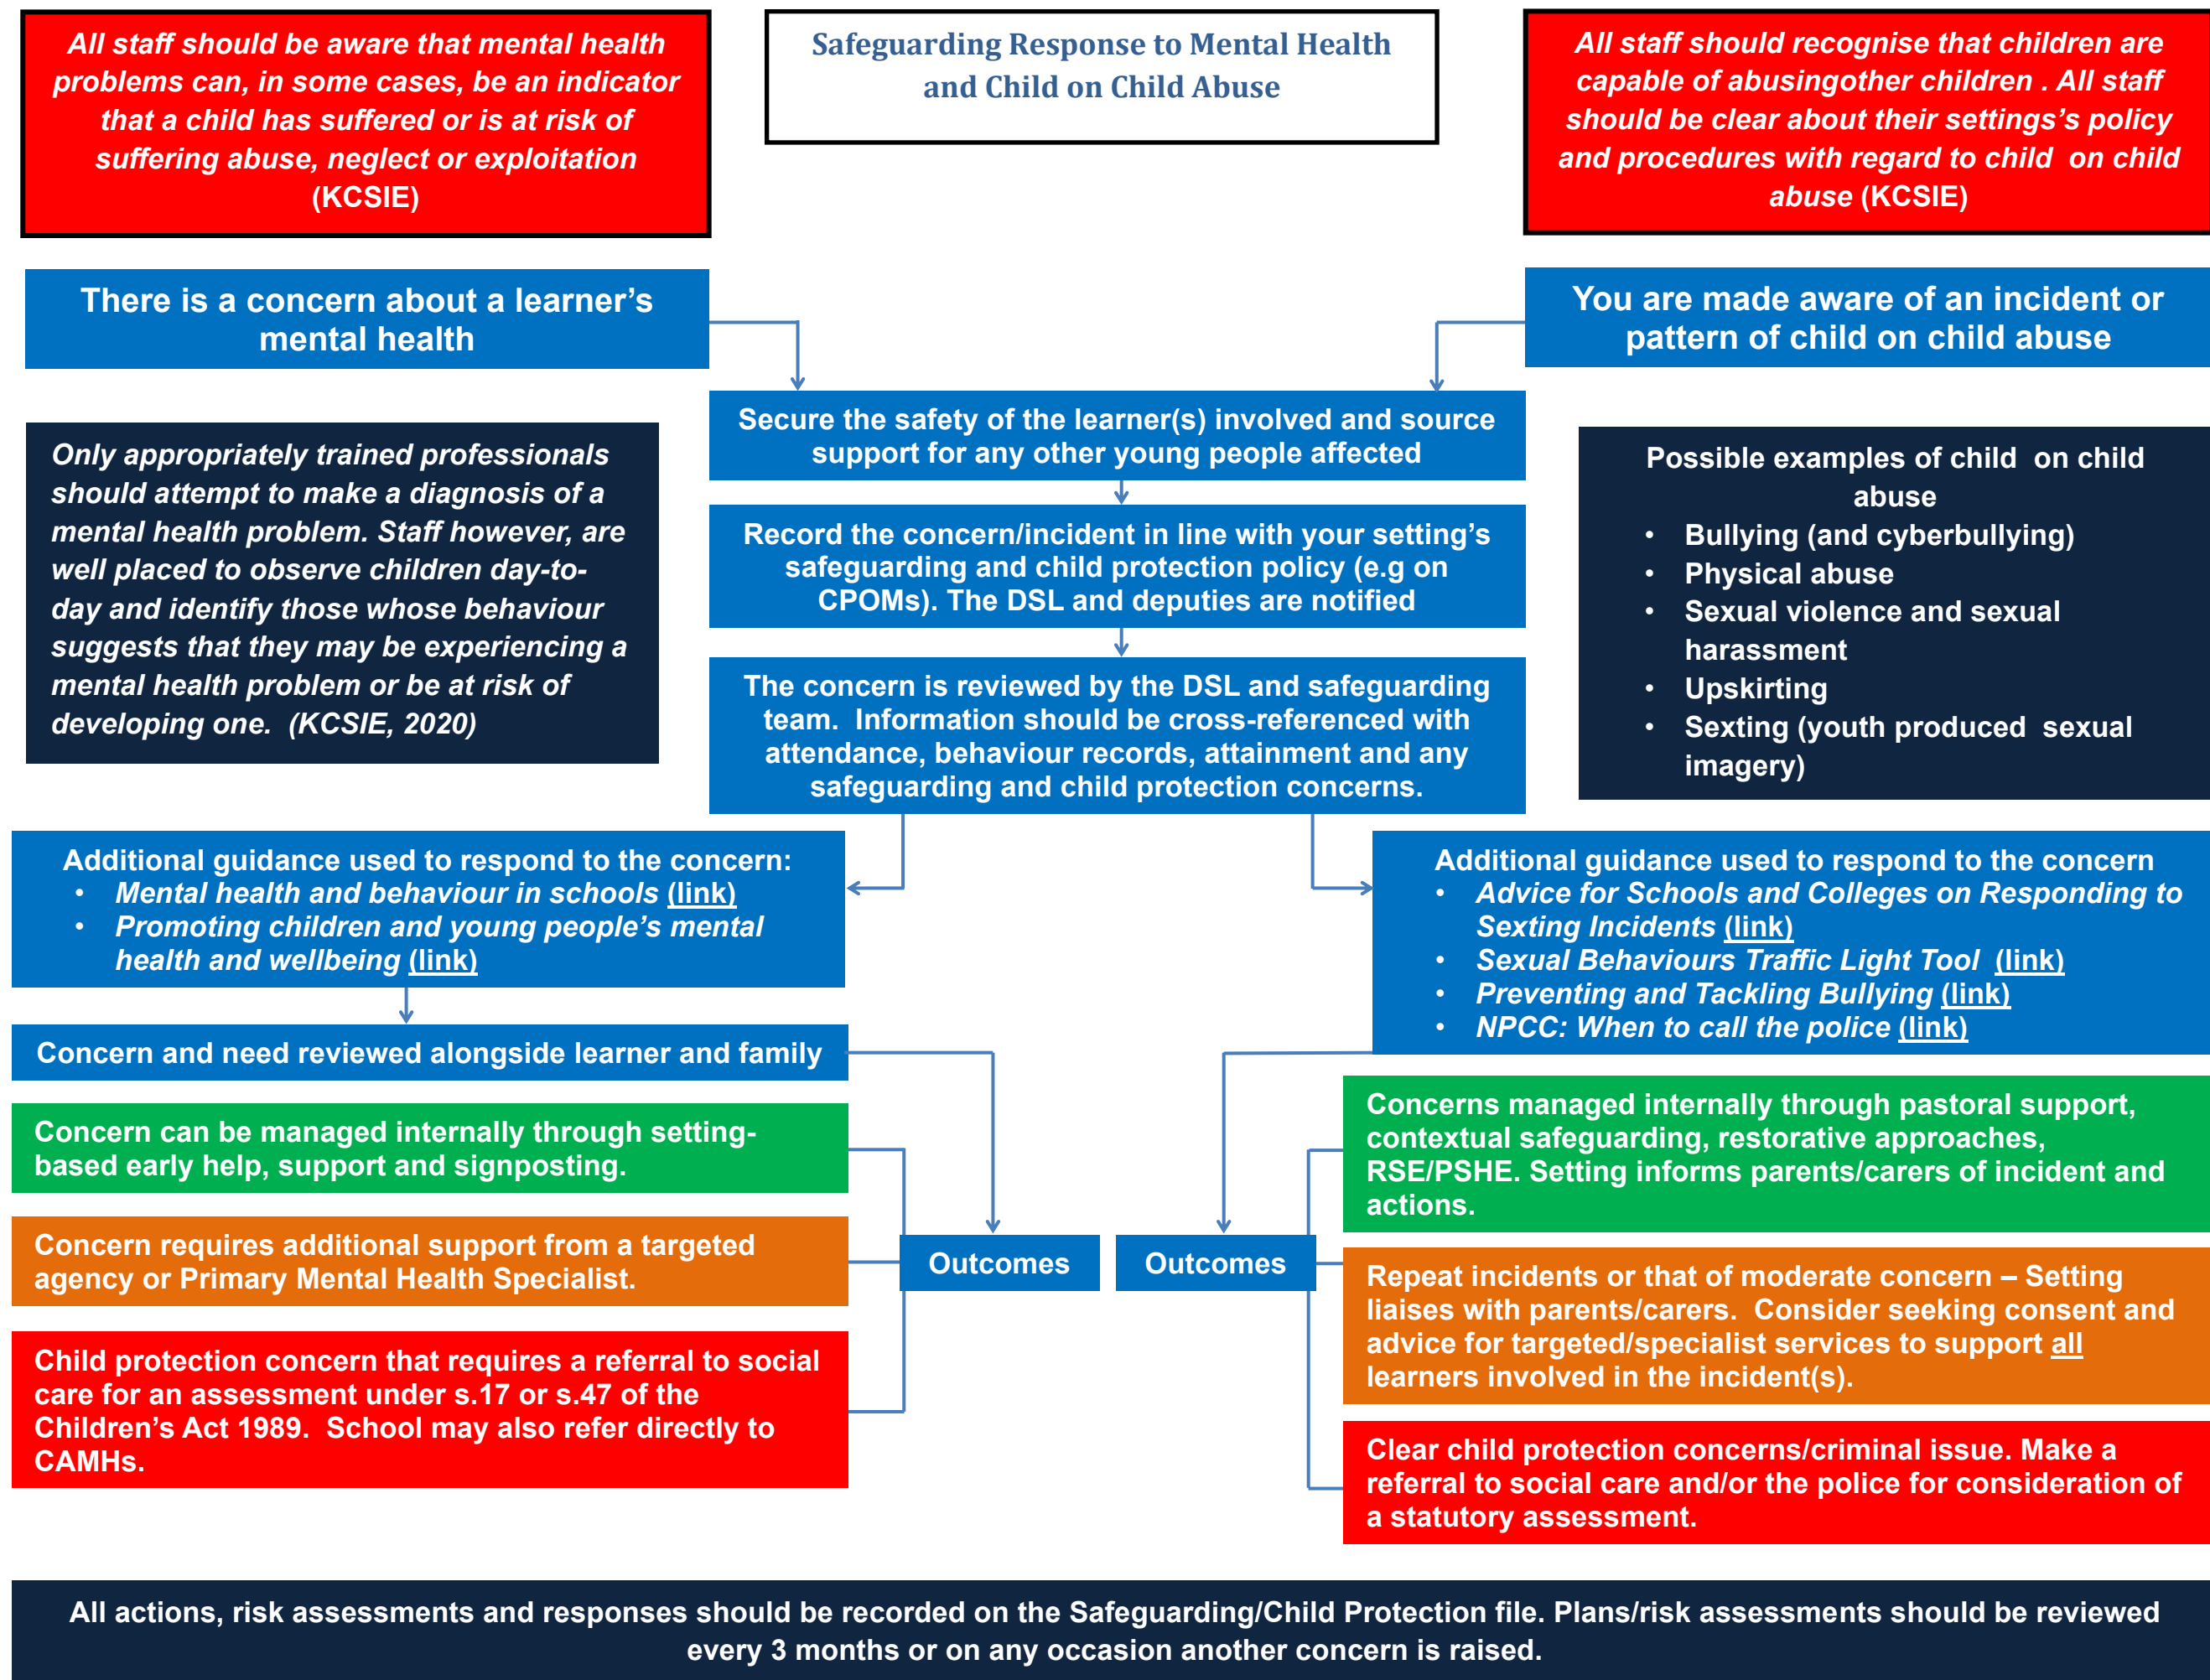 All staff should be aware that mental health
problems can, in some cases, be an indicator
that a child has suffered or is at risk of
suffering abuse, neglect or exploitation
(KCSIE)
Safeguarding Response to Mental Health
and Child on Child Abuse
All staff should recognise that children are
capable of abusingother children . All staff
should be clear about their settings's policy
and procedures with regard to child  on child
abuse (KCSIE)
There is a concern about a learner’s
mental health
You are made aware of an incident or
pattern of child on child abuse
Secure the safety of the learner(s) involved and source
support for any other young people affected
Only appropriately trained professionals
should attempt to make a diagnosis of a
mental health problem. Staff however, are
well placed to observe children day-to-
day and identify those whose behaviour
suggests that they may be experiencing a
mental health problem or be at risk of
developing one.  (KCSIE, 2020)
Record the concern/incident in line with your setting’s
safeguarding and child protection policy (e.g on
CPOMs). The DSL and deputies are notified
The concern is reviewed by the DSL and safeguarding
team.  Information should be cross-referenced with
attendance, behaviour records, attainment and any
safeguarding and child protection concerns.
Possible examples of child  on child
abuse
• Bullying (and cyberbullying)
• Physical abuse
• Sexual violence and sexual
harassment
• Upskirting
• Sexting (youth produced  sexual
imagery)
Additional guidance used to respond to the concern:
• Mental health and behaviour in schools (link)
• Promoting children and young people’s mental
health and wellbeing (link)
Additional guidance used to respond to the concern
• Advice for Schools and Colleges on Responding to
Sexting Incidents (link)
• Sexual Behaviours Traffic Light Tool  (link)
• Preventing and Tackling Bullying (link)
• NPCC: When to call the police (link)
Concern and need reviewed alongside learner and family
Concern can be managed internally through setting-
based early help, support and signposting.
Concern requires additional support from a targeted
agency or Primary Mental Health Specialist.
Child protection concern that requires a referral to social
care for an assessment under s.17 or s.47 of the
Children’s Act 1989.  School may also refer directly to
CAMHs.
Outcomes
Outcomes
Concerns managed internally through pastoral support,
contextual safeguarding, restorative approaches,
RSE/PSHE. Setting informs parents/carers of incident and
actions.
Repeat incidents or that of moderate concern – Setting
liaises with parents/carers.  Consider seeking consent and
advice for targeted/specialist services to support all
learners involved in the incident(s).
Clear child protection concerns/criminal issue. Make a
referral to social care and/or the police for consideration of
a statutory assessment.
All actions, risk assessments and responses should be recorded on the Safeguarding/Child Protection file. Plans/risk assessments should be reviewed
every 3 months or on any occasion another concern is raised.